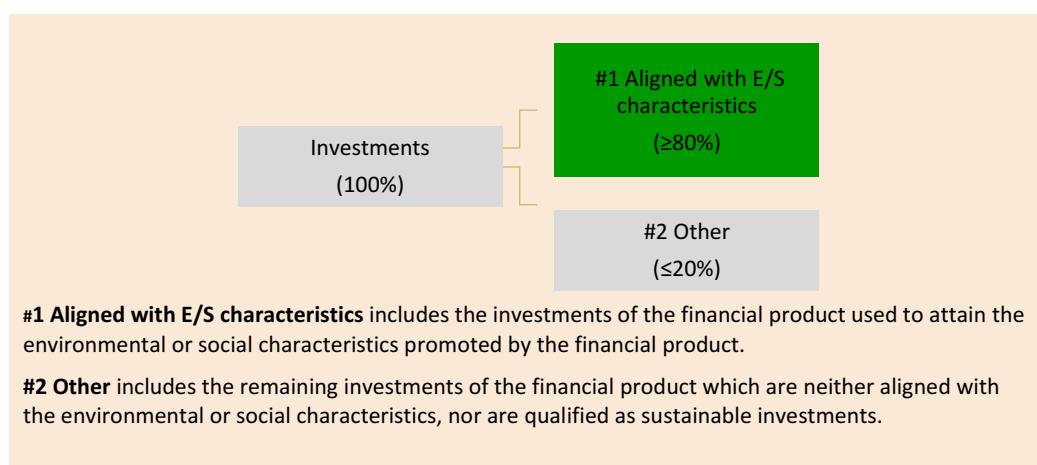 #1 Aligned with E/S
characteristics
(≥80%)
Investments
(100%)
#2 Other
(≤20%)
#1 Aligned with E/S characteristics includes the investments of the financial product used to attain the
environmental or social characteristics promoted by the financial product.
#2 Other includes the remaining investments of the financial product which are neither aligned with
the environmental or social characteristics, nor are qualified as sustainable investments.